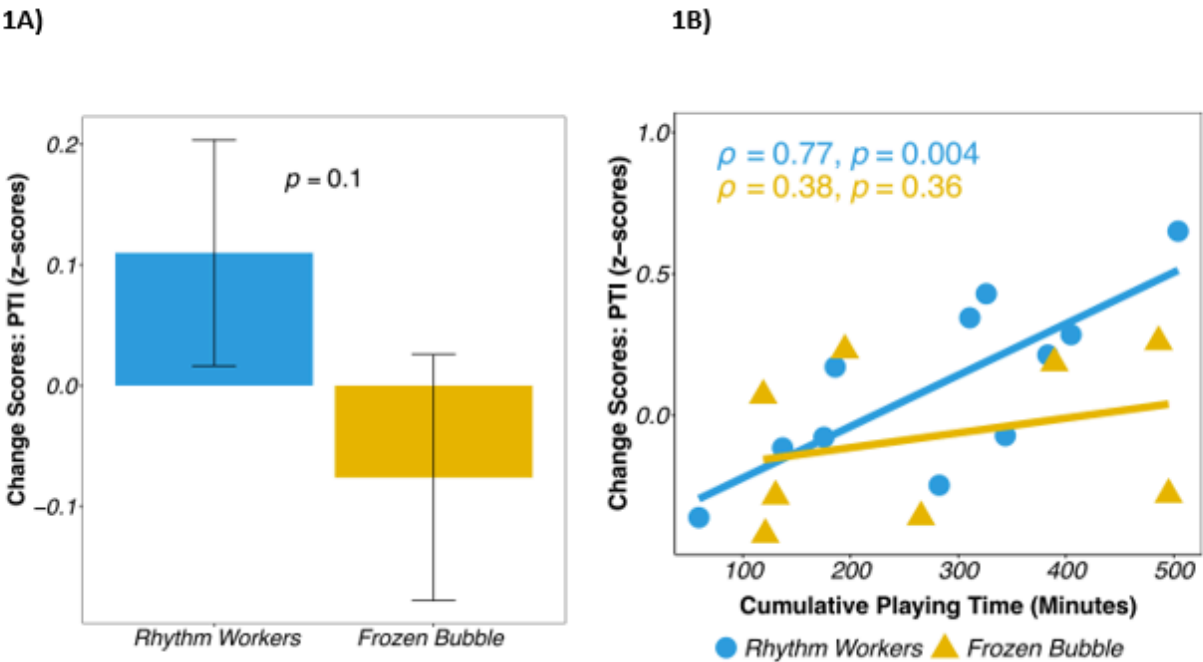 1A)
1B)
Change Scores: PTI (z−scores)
0.2
0.1
0.0
−0.1
p = 0.1
Rhythm Workers
Frozen Bubble
Change Scores: PTI (z−scores)
1.0
0.5
0.0
ρ = 0.77, p = 0.004
ρ = 0.38, p = 0.36
100 200 300 400 500
Cumulative Playing Time (Minutes)
Rhythm Workers Frozen Bubble